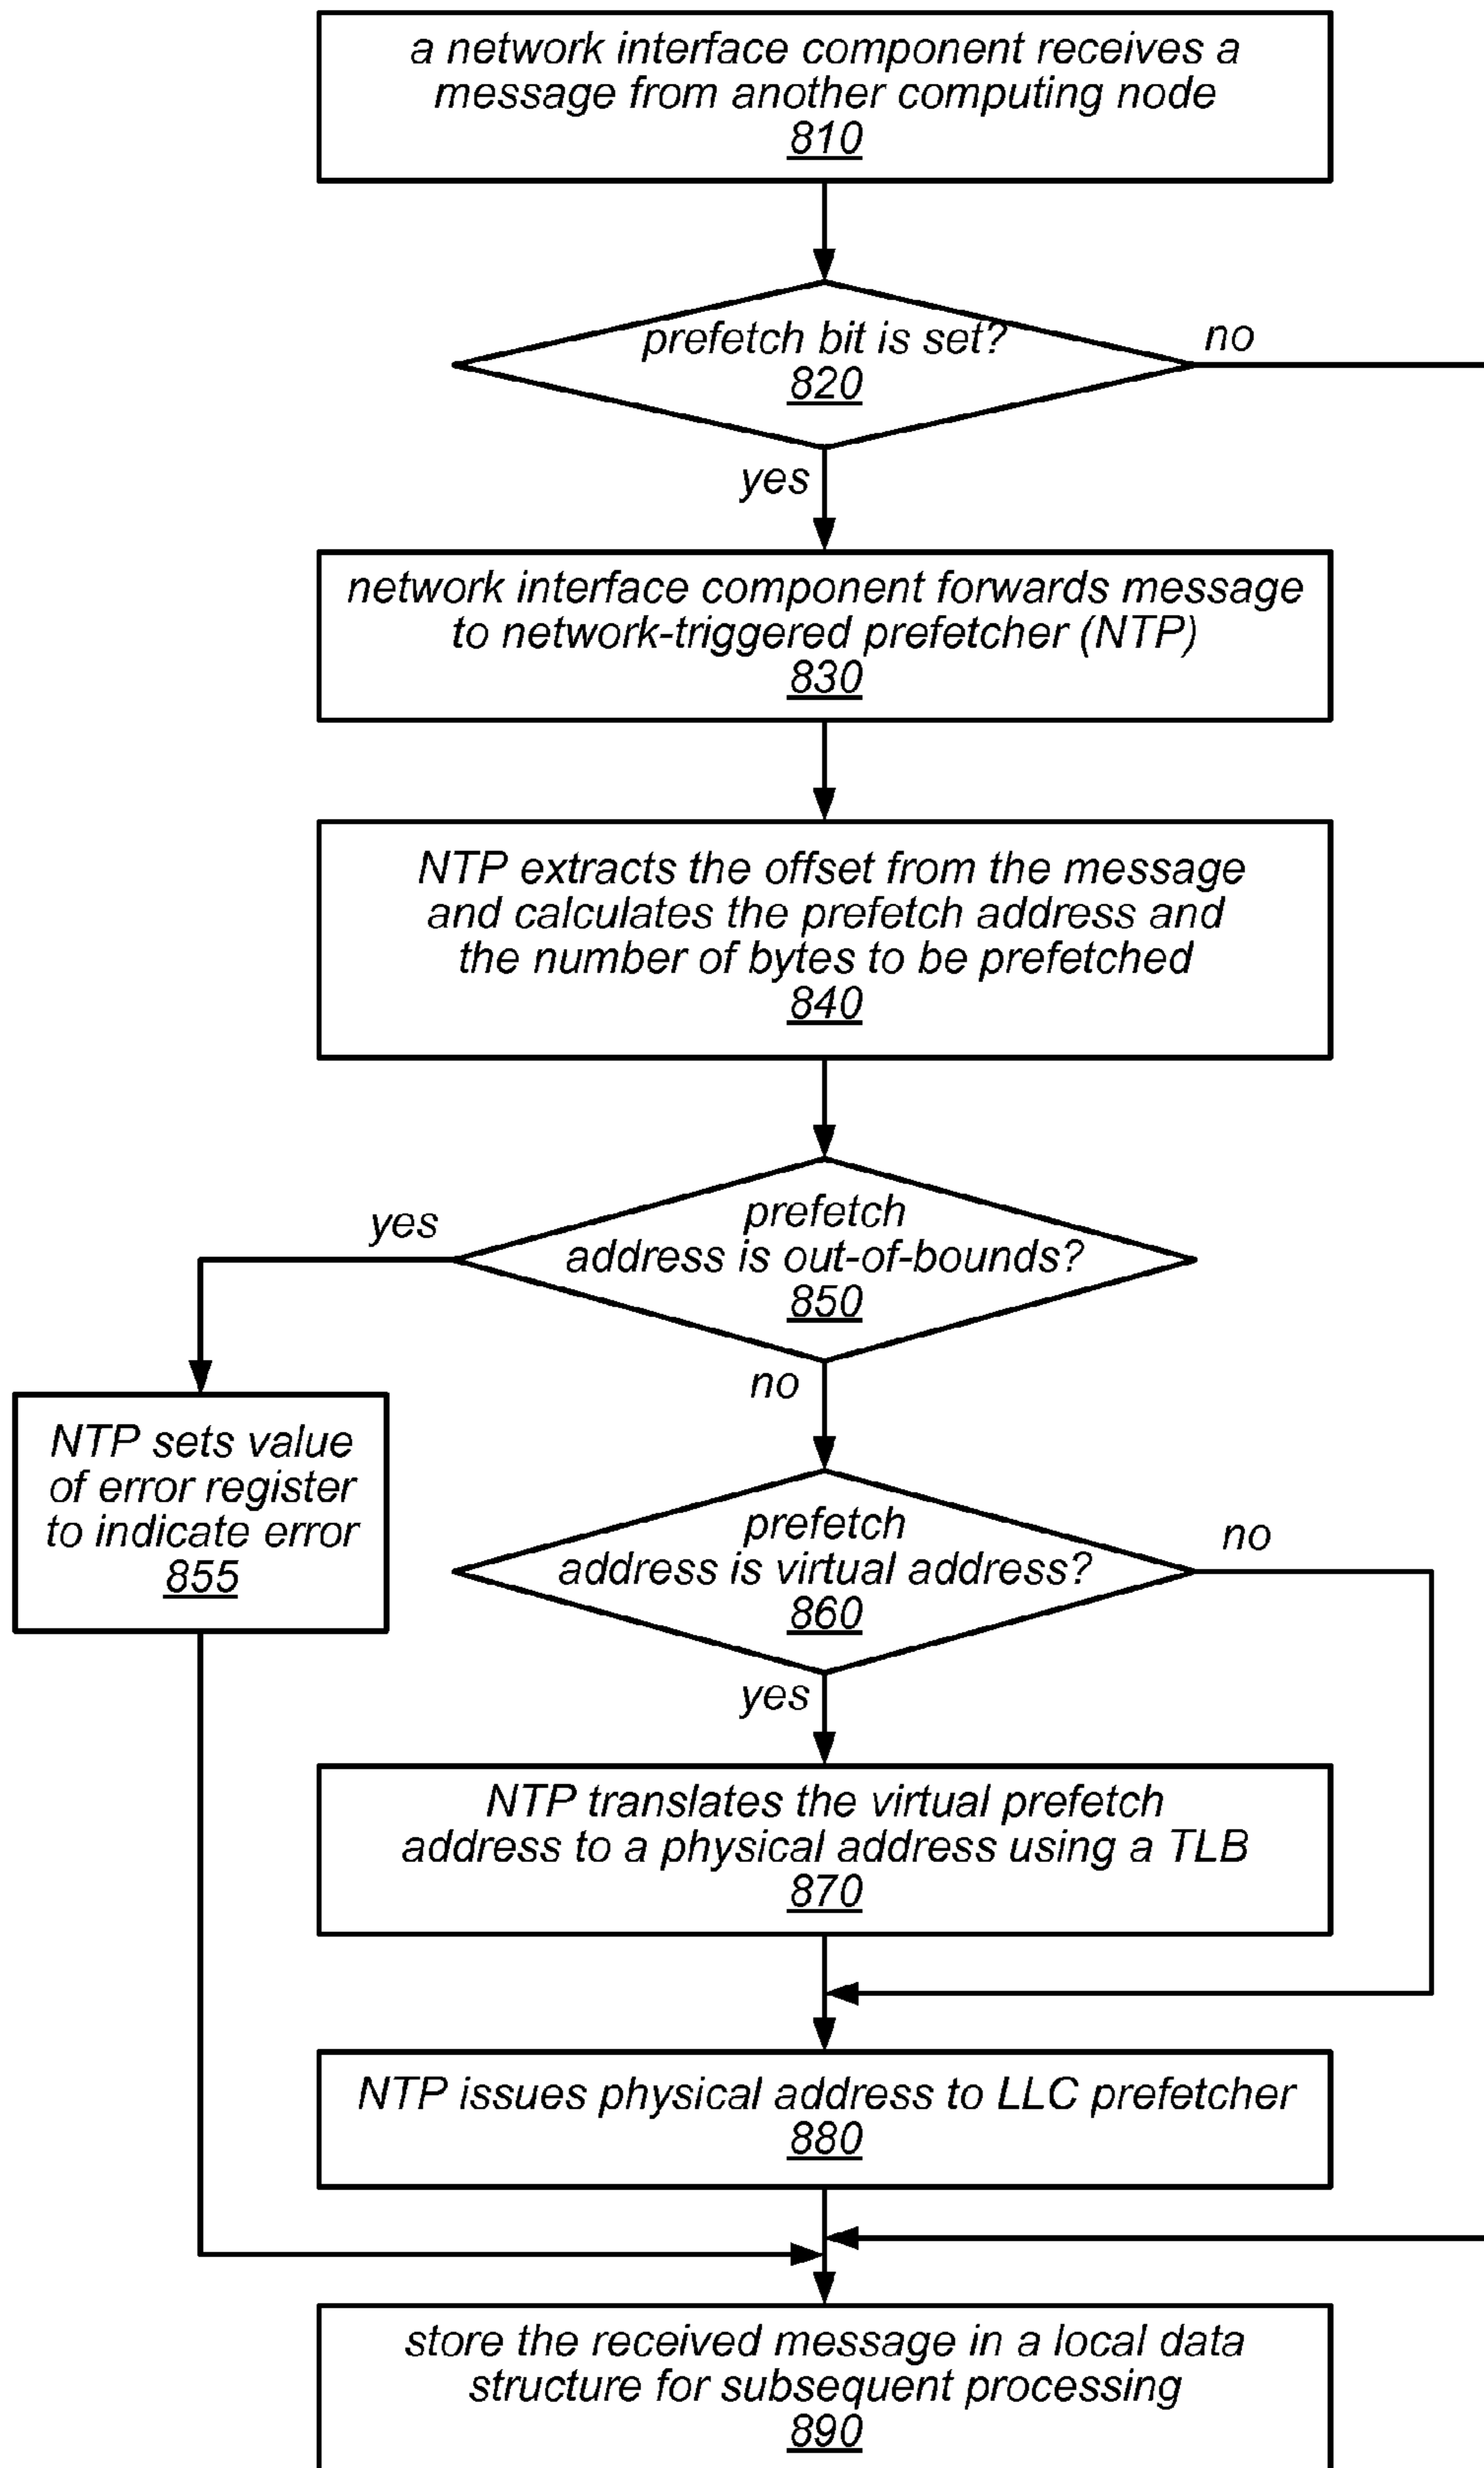 a network interface component receives a
message from another computing node
810
prefetch bit is set?
820
no
yes
network interface component forwards message
to network-triggered prefetcher (NTP)
830
NTP extracts the offset from the message
and calculates the prefetch address and
the number of bytes to be prefetched
840
yes
prefetch
address is out-of-bounds?
850
no
NTP sets value
of error register
to indicate error
855
prefetch
address is virtual address?
860
no
yes
NTP translates the virtual prefetch
address to a physical address using a TLB
870
NTP issues physical address to LLC prefetcher
880
store the received message in a local data
structure for subsequent processing
890